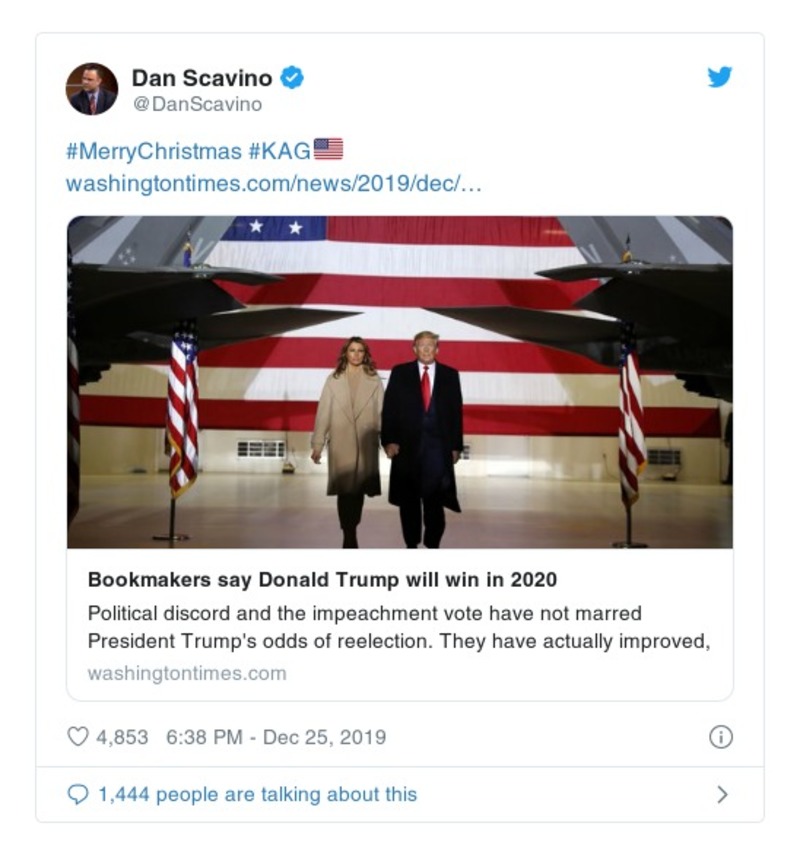 Dan Scavino
@DanScavino
#MerryChristmas #KAG🇺🇸
washingtontimes.com/news/2019/dec/…
Bookmakers say Donald Trump will win in 2020
Political discord and the impeachment vote have not marred
President Trump's odds of reelection. They have actually improved,
washingtontimes.com
4,853 6:38 PM - Dec 25, 2019
1,444 people are talking about this